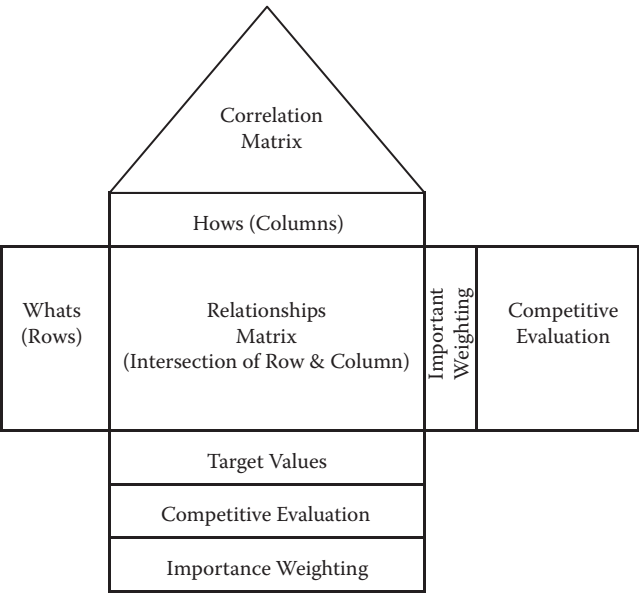 Correlation
Matrix
Hows (Columns)
Whats
(Rows)
Relationships
Matrix
(Intersection of Row & Column)
Important
Weighting
Competitive
Evaluation
Target Values
Competitive Evaluation
Importance Weighting